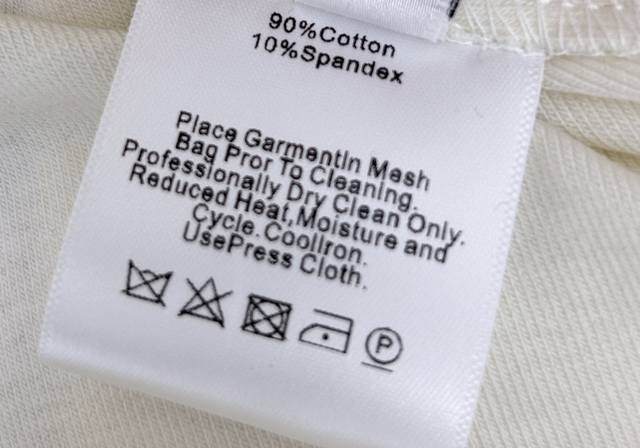 90%Cotton
10%Spandex
Place GarmentIn Mesh
Bag Pror To Cleaning.
Professionally Dry Clean Only.
Reduced Heat,Moisture and
Cycle.CoolIron.
UsePress Cloth.
P